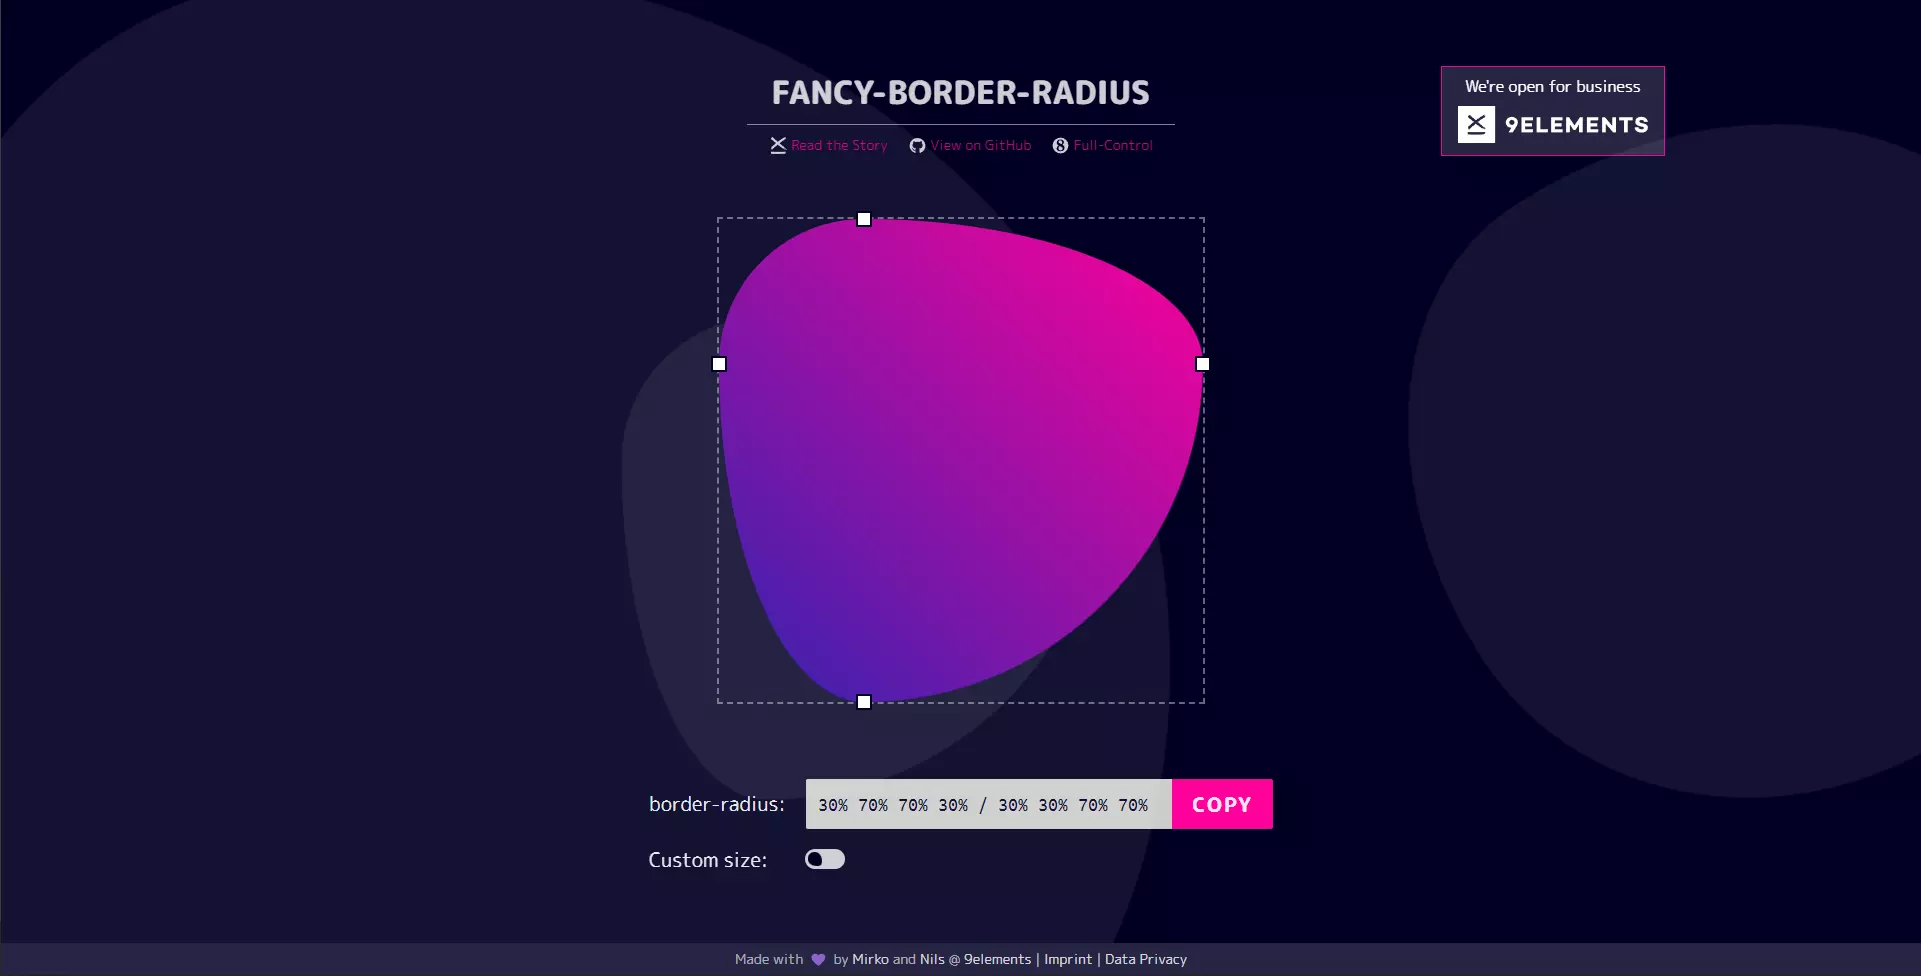 FANCY-BORDER-RADIUS
We're open for business
9ELEMENTS
Read the Story View on GitHub 8 Full-Control
border-radius: 30% 70% 70% 30% / 30% 30% 70% 70% COPY
Custom size:
Made with by Mirko and Nils @ 9elements | Imprint | Data Privacy